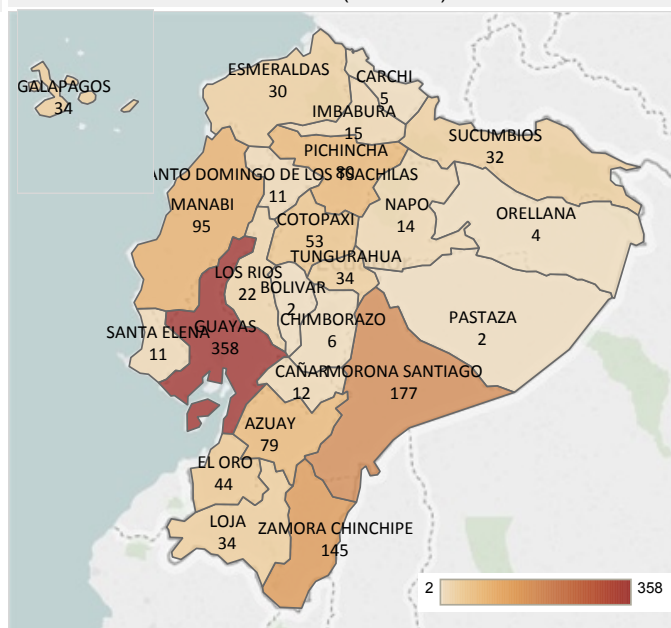 GALAPAGOS
34
ESMERALDAS
30
CARCHI
5
IMBABURA
15
SUCUMBIOS
32
PICHINCHA
ANTO DOMINGO DE LOS TSACHILAS
11
MANABI
95
NAPO
14
ORELLANA
4
COTOPAXI
53
TUNGURAHUA
34
LOS RIOS
22
BOLIVAR
2
CHIMBORAZO
6
PASTAZA
2
SANTA ELENA
11
GUAYAS
358
CAÑAR
12
MORONA SANTIAGO
177
AZUAY
79
EL ORO
44
LOJA
34
ZAMORA CHINCHIPE
145
2
358